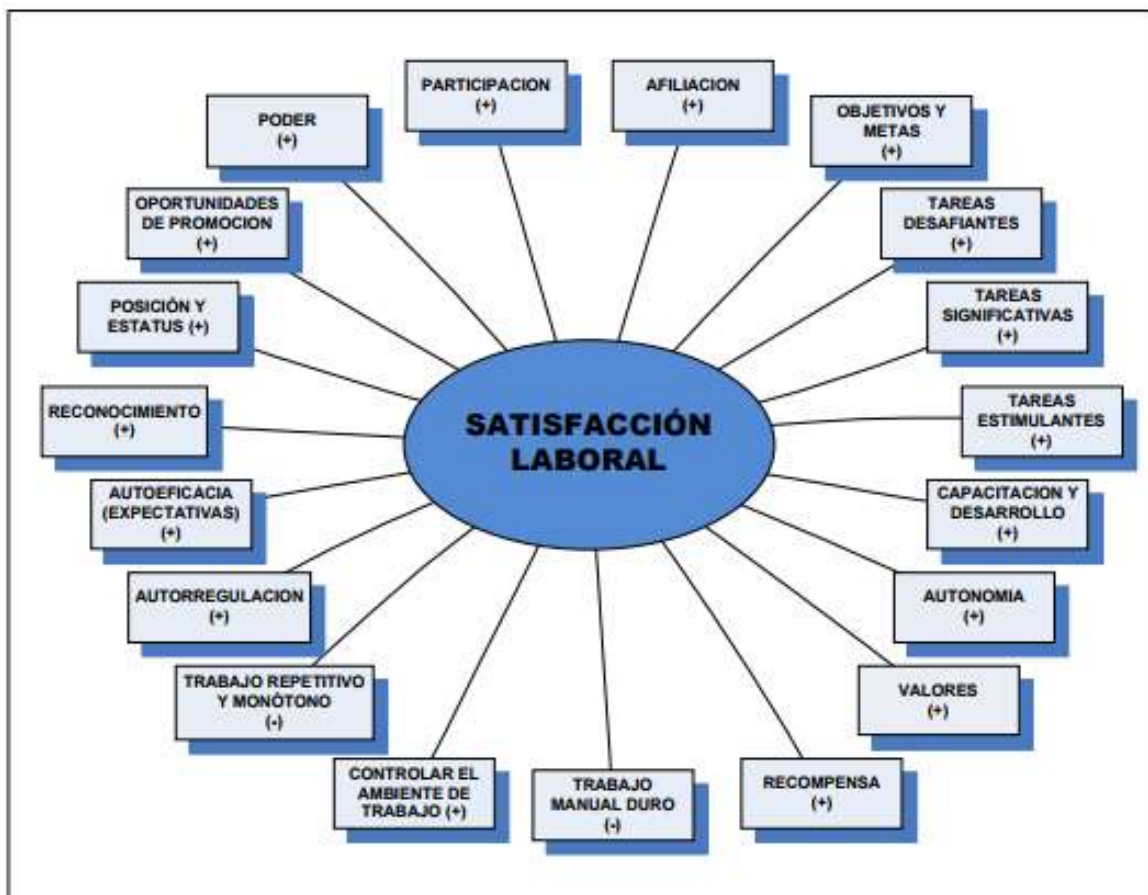 PARTICIPACION
(+)
AFILIACION
(+)
OBJETIVOS Y
METAS
(+)
PODER
(+)
TAREAS
DESAFIANTES
(+)
OPORTUNIDADES
DE PROMOCION
(+)
TAREAS
SIGNIFICATIVAS
(+)
POSICIÓN Y
ESTATUS (+)
TAREAS
ESTIMULANTES
(+)
RECONOCIMIENTO
(+)
SATISFACCIÓN
LABORAL
CAPACITACION Y
DESARROLLO
(+)
AUTOEFICACIA
(EXPECTATIVAS)
(+)
AUTONOMIA
(+)
AUTORREGULACION
(+)
VALORES
(+)
TRABAJO REPETITIVO
Y MONÓTONO
(-)
RECOMPENSA
(+)
CONTROLAR EL
AMBIENTE DE
TRABAJO (+)
TRABAJO
MANUAL DURO
(-)